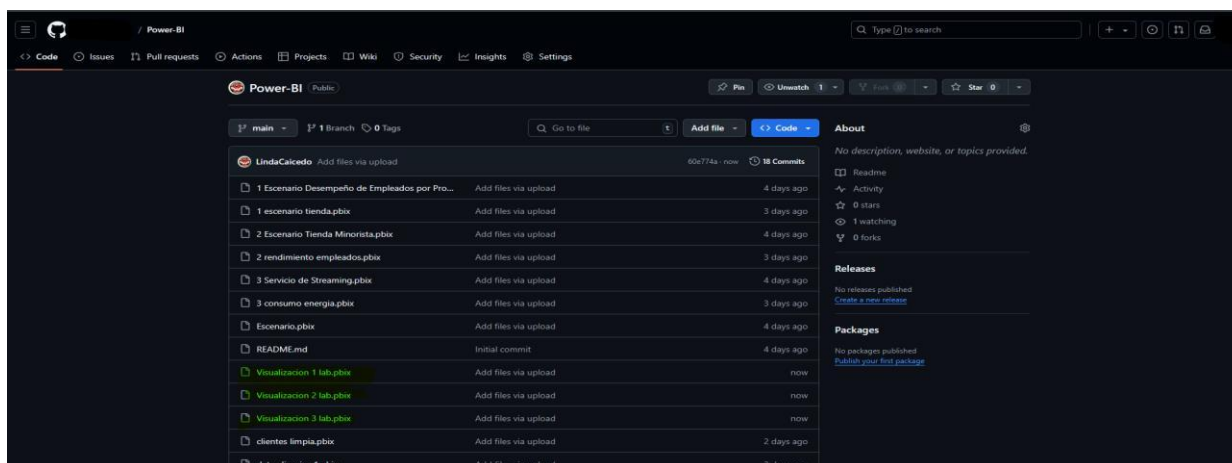 / Power-BI
Type / to search
Code Issues Pull requests Actions Projects Wiki Security Insights Settings
Power-BI Public
Pin Unwatch 1 Fork 0 Star 0
main 1 Branch 0 Tags
Go to file t Add file Code
LindaCaicedo Add files via upload 60e774a · now 18 Commits
1 Escenario Desempeño de Empleados por Pro... Add files via upload 4 days ago
1 escenario tienda.pbix Add files via upload 3 days ago
2 Escenario Tienda Minorista.pbix Add files via upload 4 days ago
2 rendimiento empleados.pbix Add files via upload 3 days ago
3 Servicio de Streaming.pbix Add files via upload 4 days ago
3 consumo energia.pbix Add files via upload 3 days ago
Escenario.pbix Add files via upload 4 days ago
README.md Initial commit 4 days ago
Visualizacion 1 lab.pbix Add files via upload now
Visualizacion 2 lab.pbix Add files via upload now
Visualizacion 3 lab.pbix Add files via upload now
clientes limpia.pbix Add files via upload 2 days ago
About
No description, website, or topics provided.
Readme
Activity
0 stars
1 watching
0 forks
Releases
No releases published
Create a new release
Packages
No packages published
Publish your first package